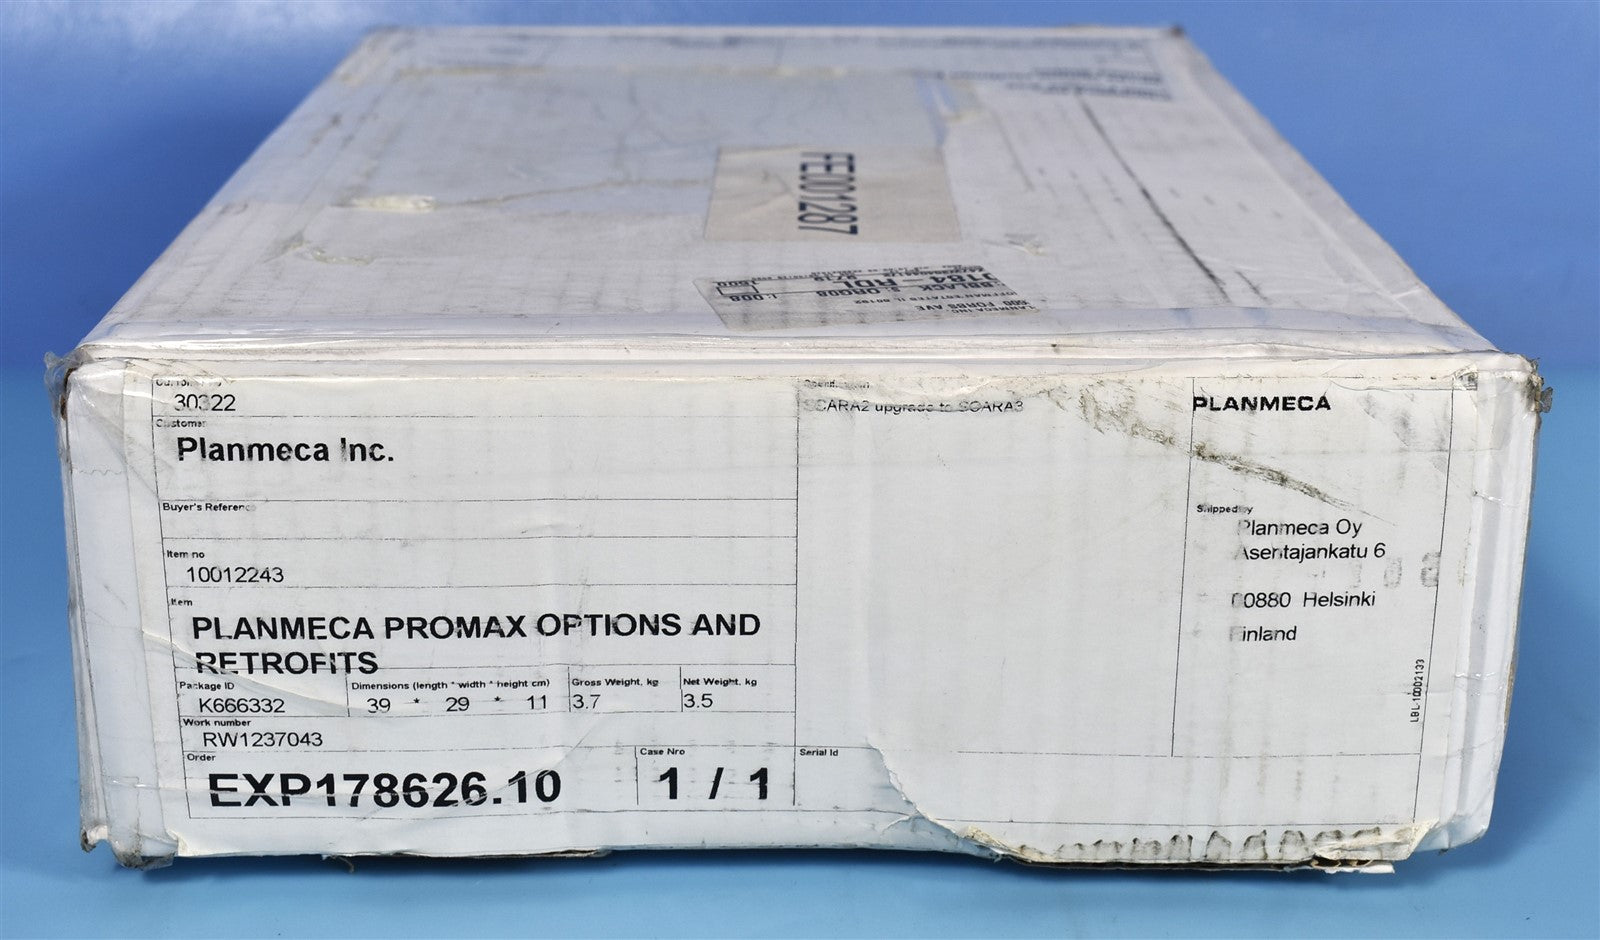 FE001287
600 FORBS AVE
30322
Customer
Planmeca Inc.
Buyer's Reference
Item no
10012243
Item
PLANMECA PROMAX OPTIONS AND
RETROFITS
Package ID
K666332
Dimensions (length * width * height cm)
39 * 29 * 11
Gross Weight, kg
3.7
Net Weight, kg
3.5
Work number
RW1237043
Order
EXP178626.10
Case Nro
1 / 1
SCARA2 upgrade to SCARA3
Serial Id
PLANMECA
Shipped by
Planmeca Oy
Asentajankatu 6
00880 Helsinki
Finland
LBL-10002133